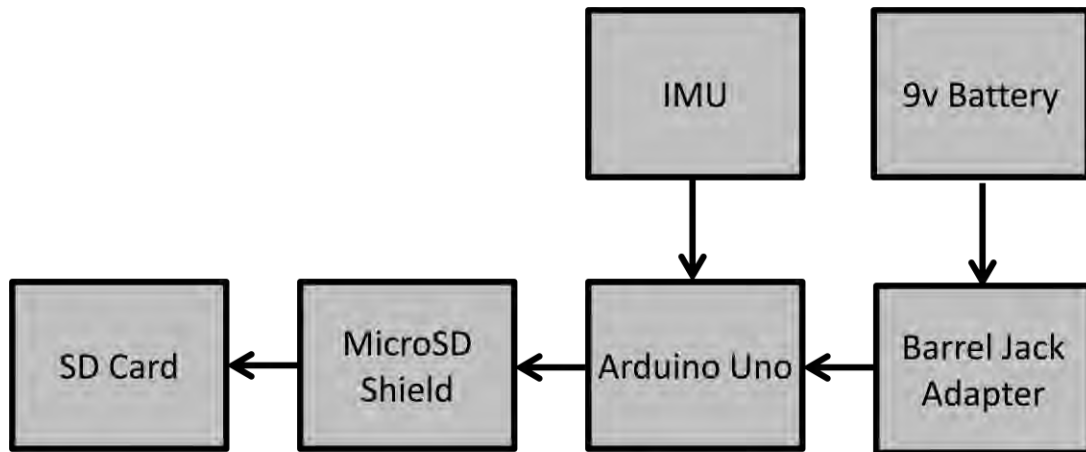 IMU
9v Battery
SD Card
MicroSD
Shield
Arduino Uno
Barrel Jack
Adapter